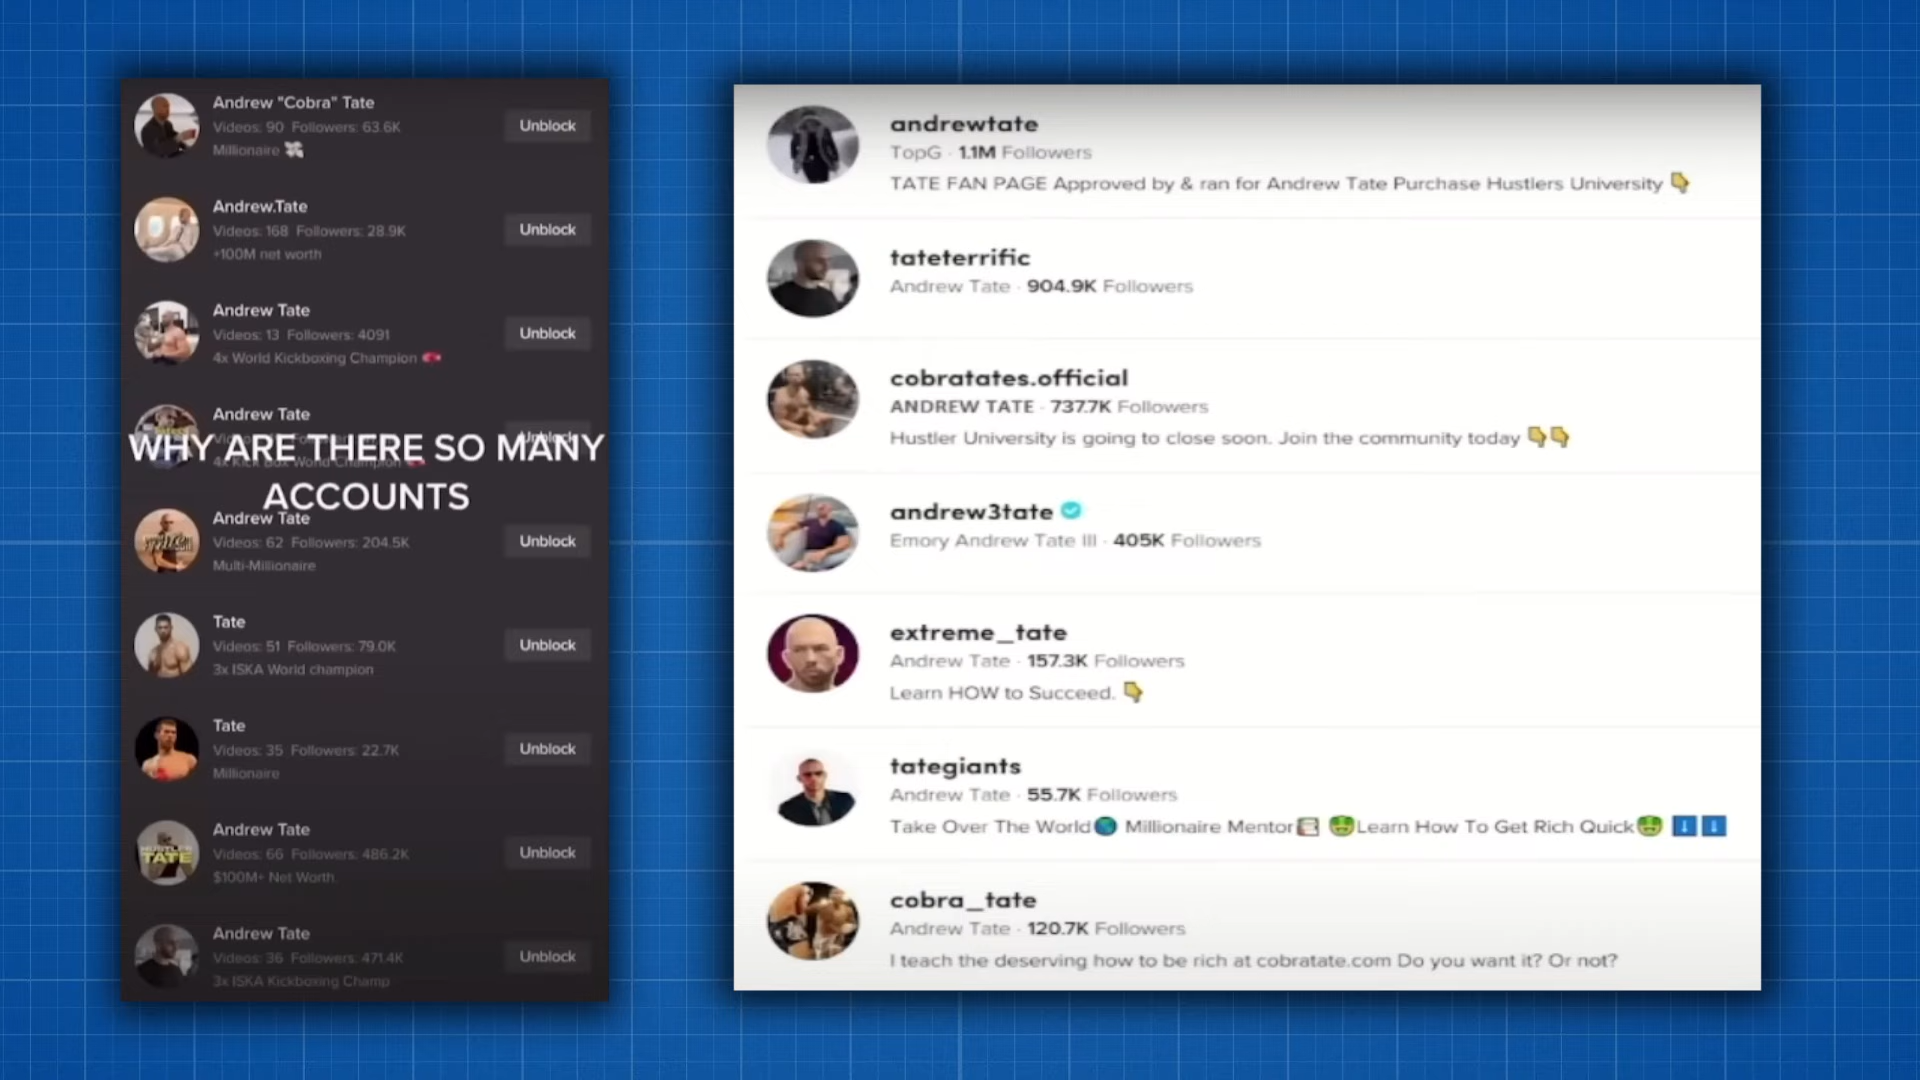 Andrew "Cobra" Tate
Videos: 90 Followers: 63.6K
Millionaire
Unblock
Andrew.Tate
Videos: 168 Followers: 28.9K
+100M net worth
Unblock
Andrew Tate
Videos: 13 Followers: 4091
4x World Kickboxing Champion
Unblock
Andrew Tate
Unblock
4x Kick Box World Champion
WHY ARE THERE SO MANY
ACCOUNTS
Andrew Tate
Videos: 62 Followers: 204.5K
Multi-Millionaire
Unblock
Tate
Videos: 51 Followers: 79.0K
3x ISKA World champion
Unblock
Tate
Videos: 35 Followers: 22.7K
Millionaire
Unblock
HUSTLERS
TATE
Andrew Tate
Videos: 66 Followers: 486.2K
$100M+ Net Worth
Unblock
Andrew Tate
Videos: 36 Followers: 471.4K
3x ISKA Kickboxing Champ
Unblock
andrewtate
TopG · 1.1M Followers
TATE FAN PAGE Approved by & ran for Andrew Tate Purchase Hustlers University
tateterrific
Andrew Tate · 904.9K Followers
cobratates.official
ANDREW TATE · 737.7K Followers
Hustler University is going to close soon. Join the community today
andrew3tate
Emory Andrew Tate III · 405K Followers
extreme_tate
Andrew Tate · 157.3K Followers
Learn HOW to Succeed.
tategiants
Andrew Tate · 55.7K Followers
Take Over The World Millionaire Mentor Learn How To Get Rich Quick
cobra_tate
Andrew Tate · 120.7K Followers
I teach the deserving how to be rich at cobratate.com Do you want it? Or not?